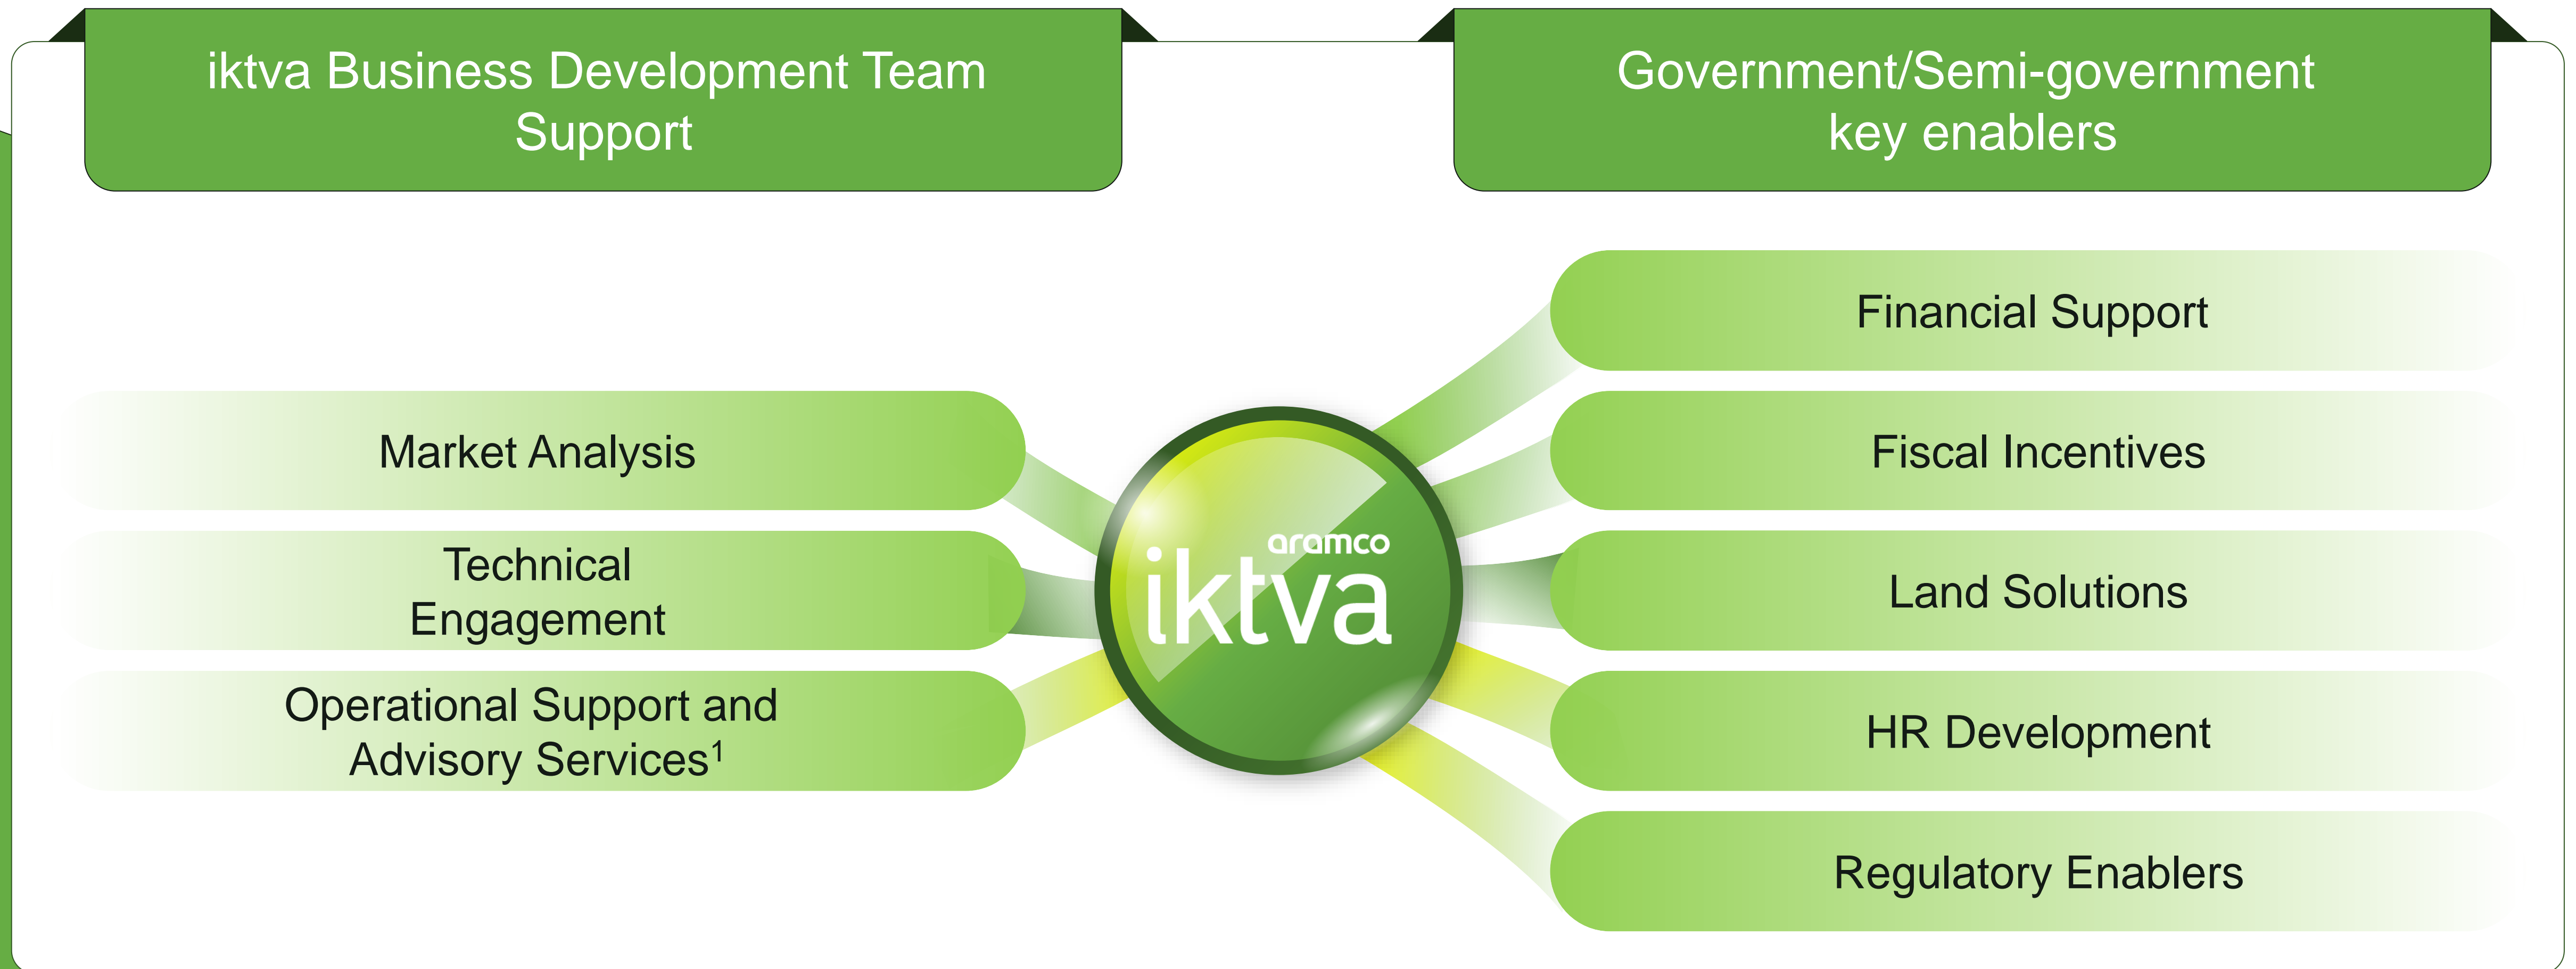 iktva Business Development Team
Support
Government/Semi-government
key enablers
Market Analysis
Technical
Engagement
Operational Support and
Advisory Services¹
aramco
iktva
Financial Support
Fiscal Incentives
Land Solutions
HR Development
Regulatory Enablers